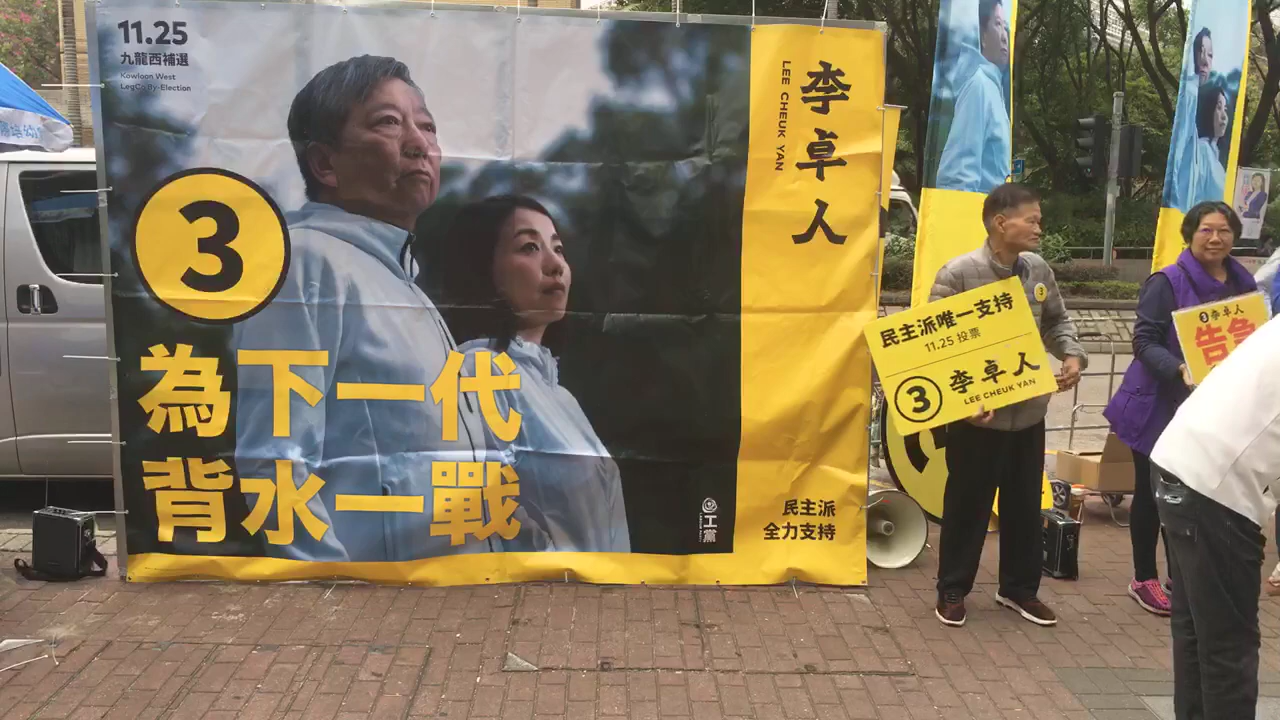 11.25
九龍西補選
Kowloon West
LegCo By-Election
3
為下一代
背水一戰
李卓人
LEE CHEUK YAN
工黨
民主派
全力支持
民主派唯一支持
11.25 投票
3 李卓人
LEE CHEUK YAN
3
3 李卓人
告急